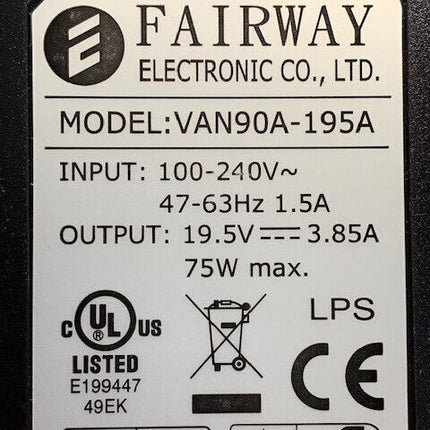 FAIRWAY
ELECTRONIC CO., LTD.
MODEL:VAN90A-195A
INPUT: 100-240V~
47-63Hz 1.5A
OUTPUT: 19.5V⎓3.85A
75W max.
C UL US
LISTED
E199447
49EK
LPS
CE